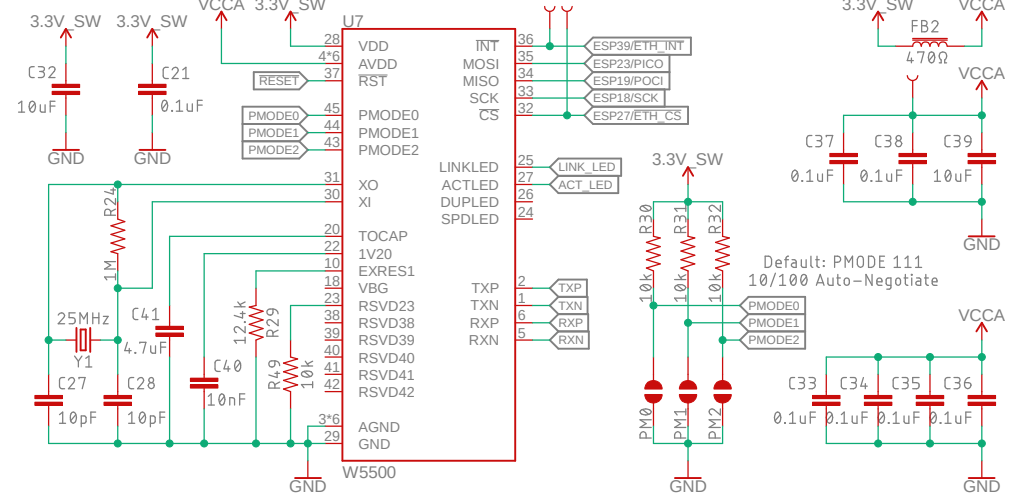 3.3V_SW
3.3V_SW
VCCA
3.3V_SW
C32
10uF
GND
C21
0.1uF
GND
U7
28
VDD
4*6
AVDD
RESET
37
RST
PMODE0
45
PMODE0
PMODE1
44
PMODE1
PMODE2
43
PMODE2
31
XO
30
XI
20
TOCAP
22
1V20
10
EXRES1
18
VBG
23
RSVD23
38
RSVD38
39
RSVD39
40
RSVD40
41
RSVD41
42
RSVD42
3*6
AGND
29
GND
W5500
INT
36
ESP39/ETH_INT
MOSI
35
ESP23/PICO
MISO
34
ESP19/POCI
SCK
33
ESP18/SCK
CS
32
ESP27/ETH_CS
LINKLED
25
LINK_LED
ACTLED
27
ACT_LED
DUPLED
26
SPDLED
24
TXP
2
TXP
TXN
1
TXN
RXP
6
RXP
RXN
5
RXN
R24
1M
25MHz
Y1
C27
10pF
C28
10pF
C41
4.7uF
C40
10nF
12.4k
R29
R49
10k
GND
3.3V_SW
R30
10k
R31
10k
R32
10k
Default: PMODE 111
10/100 Auto-Negotiate
PMODE0
PMODE1
PMODE2
PM0
PM1
PM2
GND
3.3V_SW
VCCA
FB2
470Ω
VCCA
C37
0.1uF
C38
0.1uF
C39
10uF
GND
VCCA
C33
0.1uF
C34
0.1uF
C35
0.1uF
C36
0.1uF
GND